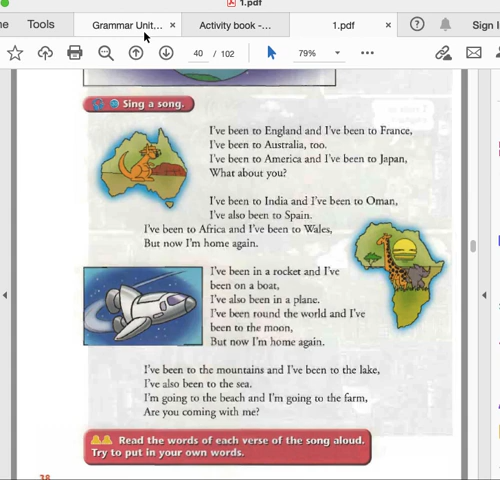 1.pdf
Tools
Grammar Unit...
×
Activity book -...
1.pdf
×
?
Sign I
40 / 102
79%
Sing a song.
I've been to England and I've been to France,
I've been to Australia, too.
I've been to America and I've been to Japan,
What about you?
I've been to India and I've been to Oman,
I've also been to Spain.
I've been to Africa and I've been to Wales,
But now I'm home again.
I've been in a rocket and I've
been on a boat,
I've also been in a plane.
I've been round the world and I've
been to the moon,
But now I'm home again.
I've been to the mountains and I've been to the lake,
I've also been to the sea.
I'm going to the beach and I'm going to the farm,
Are you coming with me?
Read the words of each verse of the song aloud.
Try to put in your own words.
38